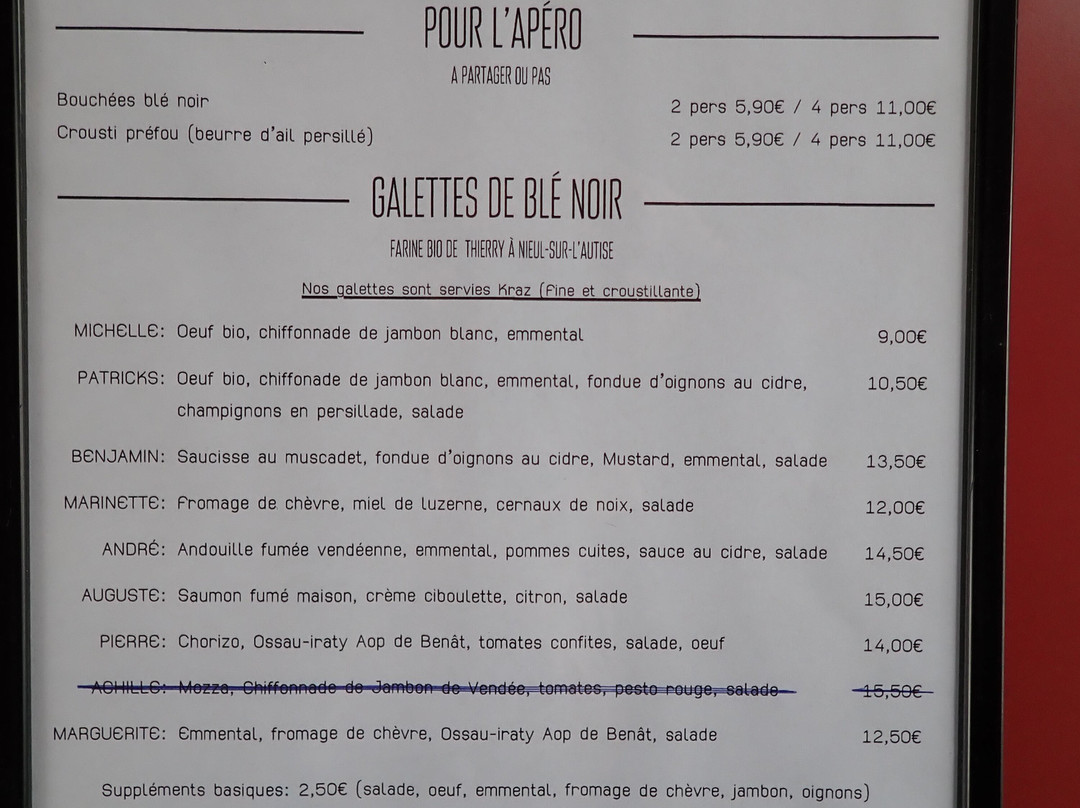 POUR L'APÉRO
A PARTAGER OU PAS
Bouchées blé noir 2 pers 5,90€ / 4 pers 11,00€
Crousti préfou (beurre d'ail persillé) 2 pers 5,90€ / 4 pers 11,00€
GALETTES DE BLÉ NOIR
FARINE BIO DE THIERRY À NIEUL-SUR-L'AUTISE
Nos galettes sont servies Kraz (fine et croustillante)
MICHELLE: Oeuf bio, chiffonnade de jambon blanc, emmental 9,00€
PATRICKS: Oeuf bio, chiffonade de jambon blanc, emmental, fondue d'oignons au cidre, 10,50€
champignons en persillade, salade
BENJAMIN: Saucisse au muscadet, fondue d'oignons au cidre, Mustard, emmental, salade 13,50€
MARINETTE: Fromage de chèvre, miel de luzerne, cernaux de noix, salade 12,00€
ANDRÉ: Andouille fumée vendéenne, emmental, pommes cuites, sauce au cidre, salade 14,50€
AUGUSTE: Saumon fumé maison, crème ciboulette, citron, salade 15,00€
PIERRE: Chorizo, Ossau-iraty Aop de Benât, tomates confites, salade, oeuf 14,00€
ACHILLE: Mozza, Chiffonnade de Jambon de Vendée, tomates, pesto rouge, salade 15,50€
MARGUERITE: Emmental, fromage de chèvre, Ossau-iraty Aop de Benât, salade 12,50€
Suppléments basiques: 2,50€ (salade, oeuf, emmental, fromage de chèvre, jambon, oignons)